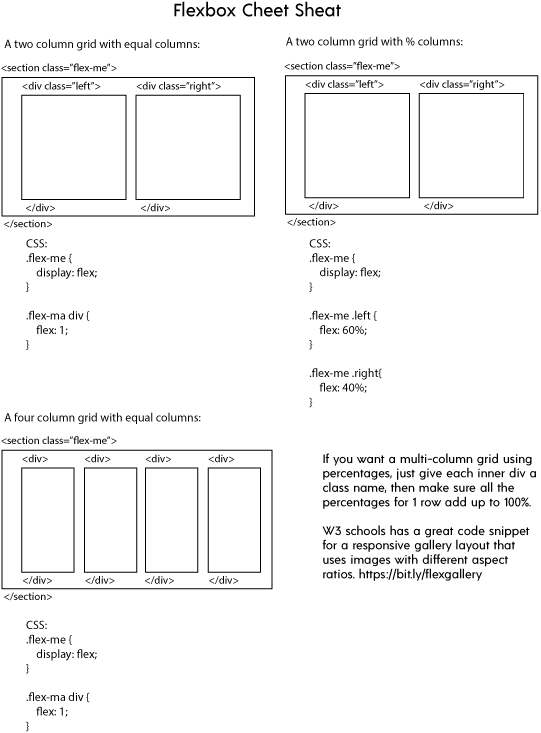 Flexbox Cheet Sheat
A two column grid with equal columns:
<section class="flex-me">
<div class="left"> <div class="right">
</div> </div>
</section>
CSS:
.flex-me {
display: flex;
}
.flex-ma div {
flex: 1;
}
A two column grid with % columns:
<section class="flex-me">
<div class="left"> <div class="right">
</div> </div>
</section>
CSS:
.flex-me {
display: flex;
}
.flex-me .left {
flex: 60%;
}
.flex-me .right{
flex: 40%;
}
A four column grid with equal columns:
<section class="flex-me">
<div> <div> <div> <div>
</div> </div> </div> </div>
</section>
CSS:
.flex-me {
display: flex;
}
.flex-ma div {
flex: 1;
}
If you want a multi-column grid using
percentages, just give each inner div a
class name, then make sure all the
percentages for 1 row add up to 100%.
W3 schools has a great code snippet
for a responsive gallery layout that
uses images with different aspect
ratios. https://bit.ly/flexgallery